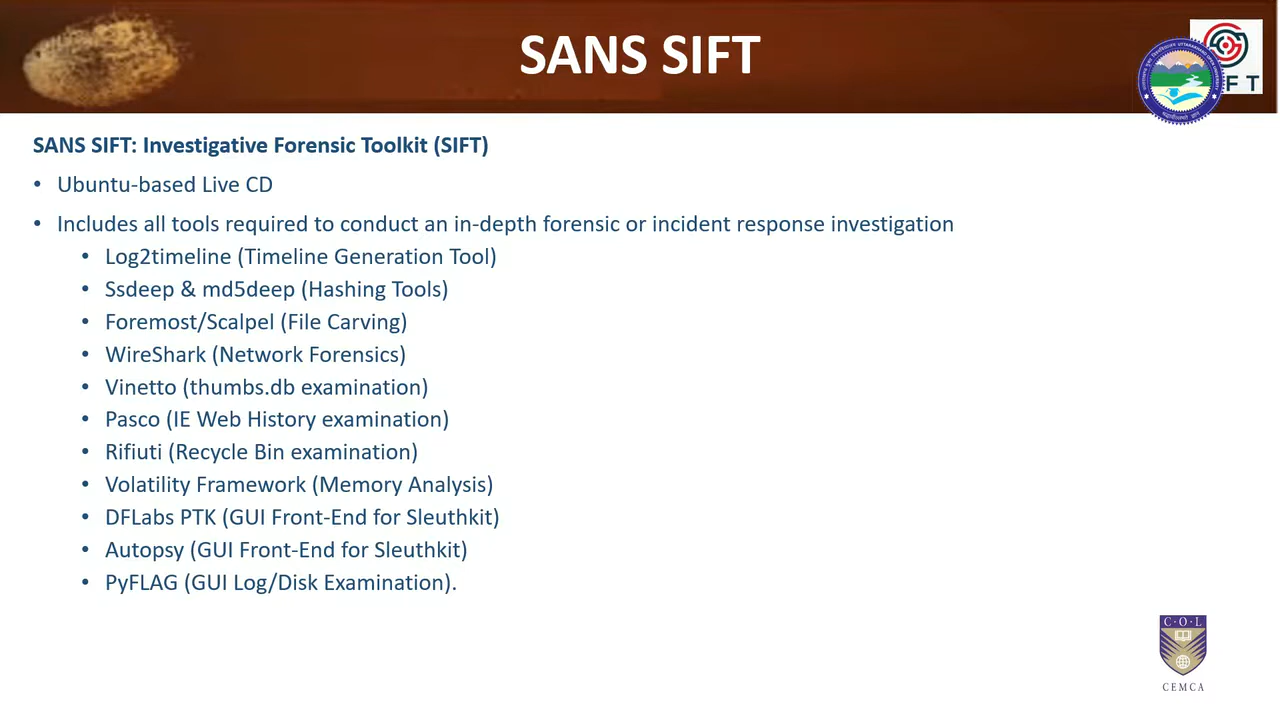 SANS SIFT
F T
SANS SIFT: Investigative Forensic Toolkit (SIFT)
• Ubuntu-based Live CD
• Includes all tools required to conduct an in-depth forensic or incident response investigation
• Log2timeline (Timeline Generation Tool)
• Ssdeep & md5deep (Hashing Tools)
• Foremost/Scalpel (File Carving)
• WireShark (Network Forensics)
• Vinetto (thumbs.db examination)
• Pasco (IE Web History examination)
• Rifiuti (Recycle Bin examination)
• Volatility Framework (Memory Analysis)
• DFLabs PTK (GUI Front-End for Sleuthkit)
• Autopsy (GUI Front-End for Sleuthkit)
• PyFLAG (GUI Log/Disk Examination).
C·O·L
CEMCA